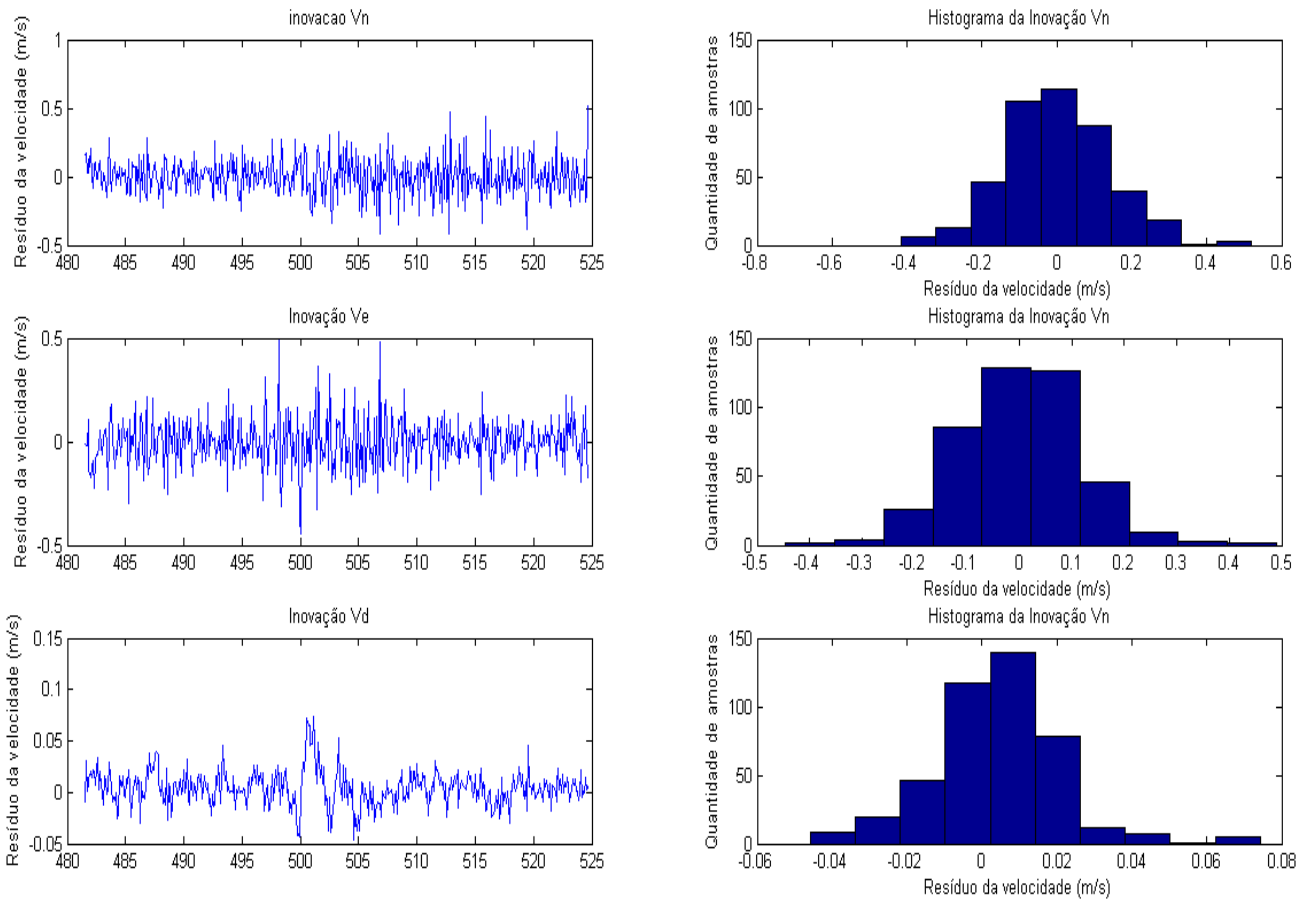 inovacao Vn
Resíduo da velocidade (m/s)
1
0.5
0
-0.5
480 485 490 495 500 505 510 515 520 525
Histograma da Inovação Vn
Quantidade de amostras
150
100
50
0
-0.8 -0.6 -0.4 -0.2 0 0.2 0.4 0.6
Resíduo da velocidade (m/s)
Inovação Ve
Resíduo da velocidade (m/s)
0.5
0
-0.5
480 485 490 495 500 505 510 515 520 525
Histograma da Inovação Vn
Quantidade de amostras
150
100
50
0
-0.5 -0.4 -0.3 -0.2 -0.1 0 0.1 0.2 0.3 0.4 0.5
Resíduo da velocidade (m/s)
Inovação Vd
Resíduo da velocidade (m/s)
0.15
0.1
0.05
0
-0.05
480 485 490 495 500 505 510 515 520 525
Histograma da Inovação Vn
Quantidade de amostras
150
100
50
0
-0.06 -0.04 -0.02 0 0.02 0.04 0.06 0.08
Resíduo da velocidade (m/s)